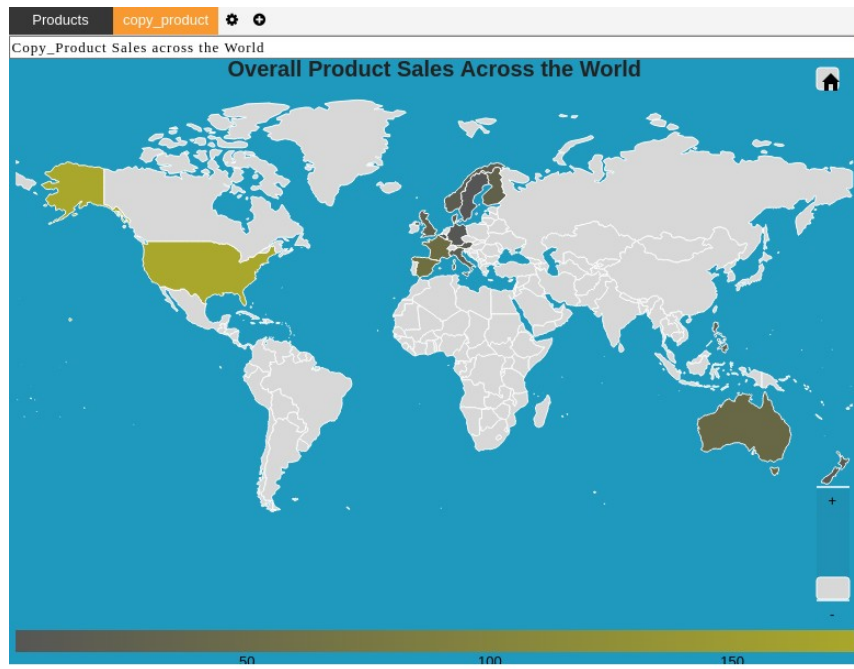 Products copy_product
Copy_Product Sales across the World
Overall Product Sales Across the World
+
-
50 100 150